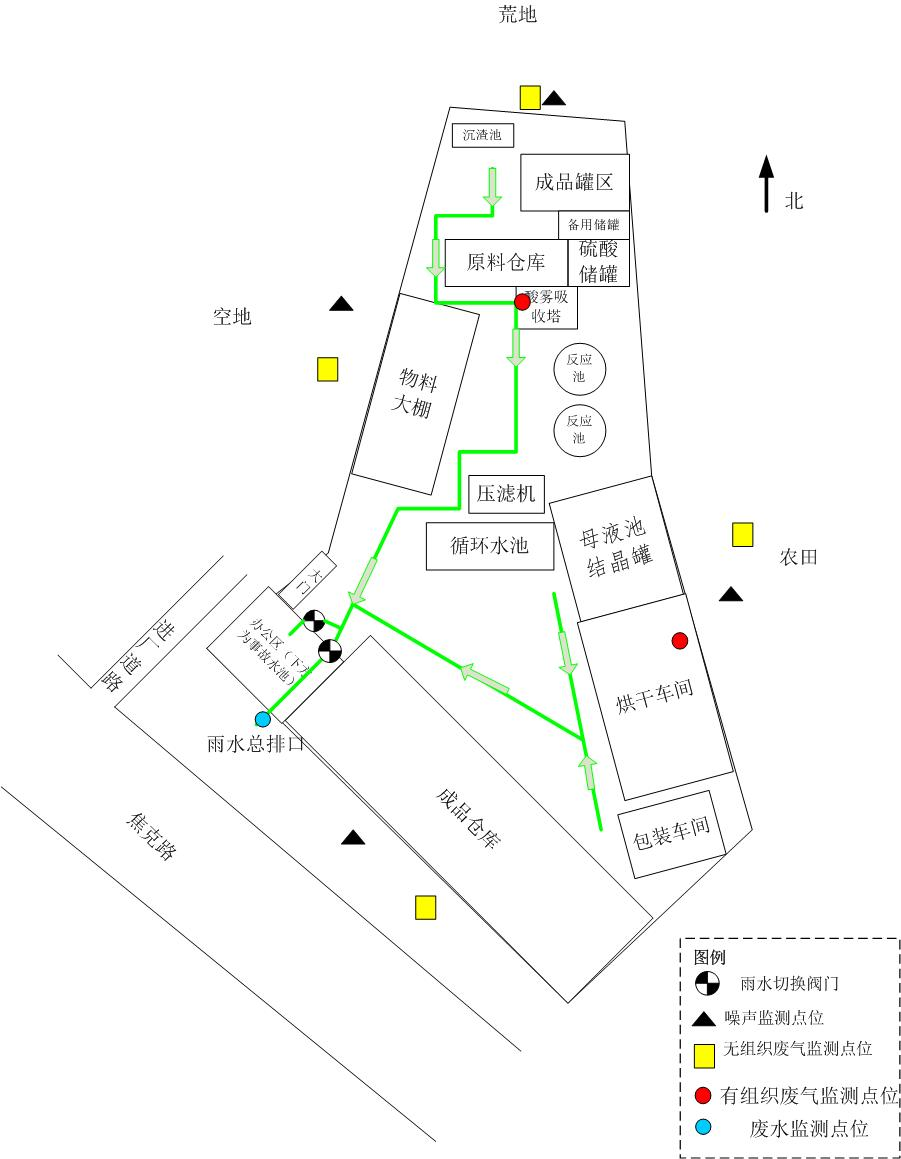 荒地
沉渣池
成品罐区
北
备用储罐
原料仓库
硫酸
储罐
酸雾吸
收塔
空地
反应
池
物料
大棚
反应
池
压滤机
循环水池
母液池
结晶罐
农田
大门
办公区（下方
为事故水池）
进厂道路
烘干车间
雨水总排口
成品仓库
焦克路
包装车间
图例
雨水切换阀门
噪声监测点位
无组织废气监测点位
有组织废气监测点位
废水监测点位